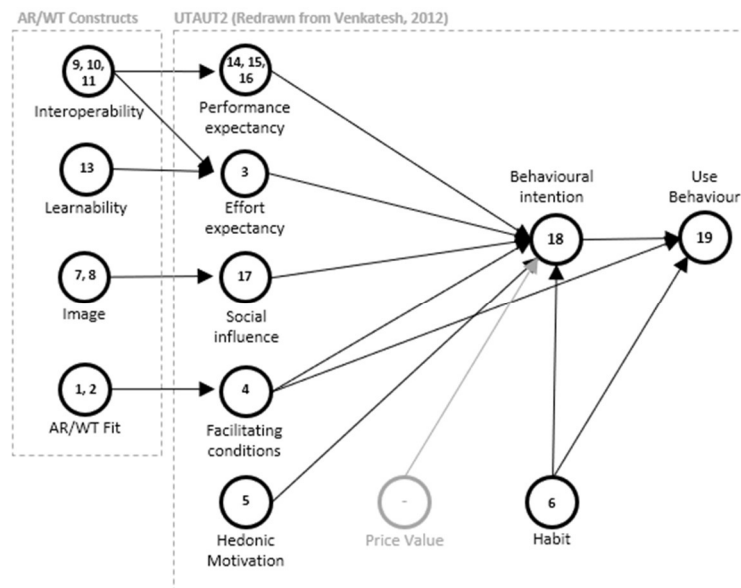 AR/WT Constructs
UTAUT2 (Redrawn from Venkatesh, 2012)
9, 10,
11
Interoperability
14, 15,
16
Performance
expectancy
13
Learnability
3
Effort
expectancy
Behavioural
intention
18
Use
Behaviour
19
7, 8
Image
17
Social
influence
1, 2
AR/WT Fit
4
Facilitating
conditions
5
Hedonic
Motivation
-
Price Value
6
Habit